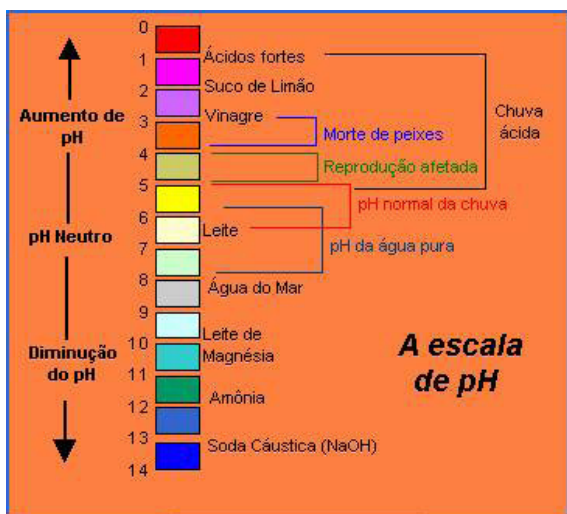 0
1
2
3
4
5
6
7
8
9
10
11
12
13
14
Aumento de
pH
pH Neutro
Diminução
do pH
Ácidos fortes
Suco de Limão
Vinagre
Leite
Água do Mar
Leite de
Magnésia
Amônia
Soda Cáustica (NaOH)
Morte de peixes
Reprodução afetada
pH normal da chuva
pH da água pura
Chuva
ácida
A escala
de pH